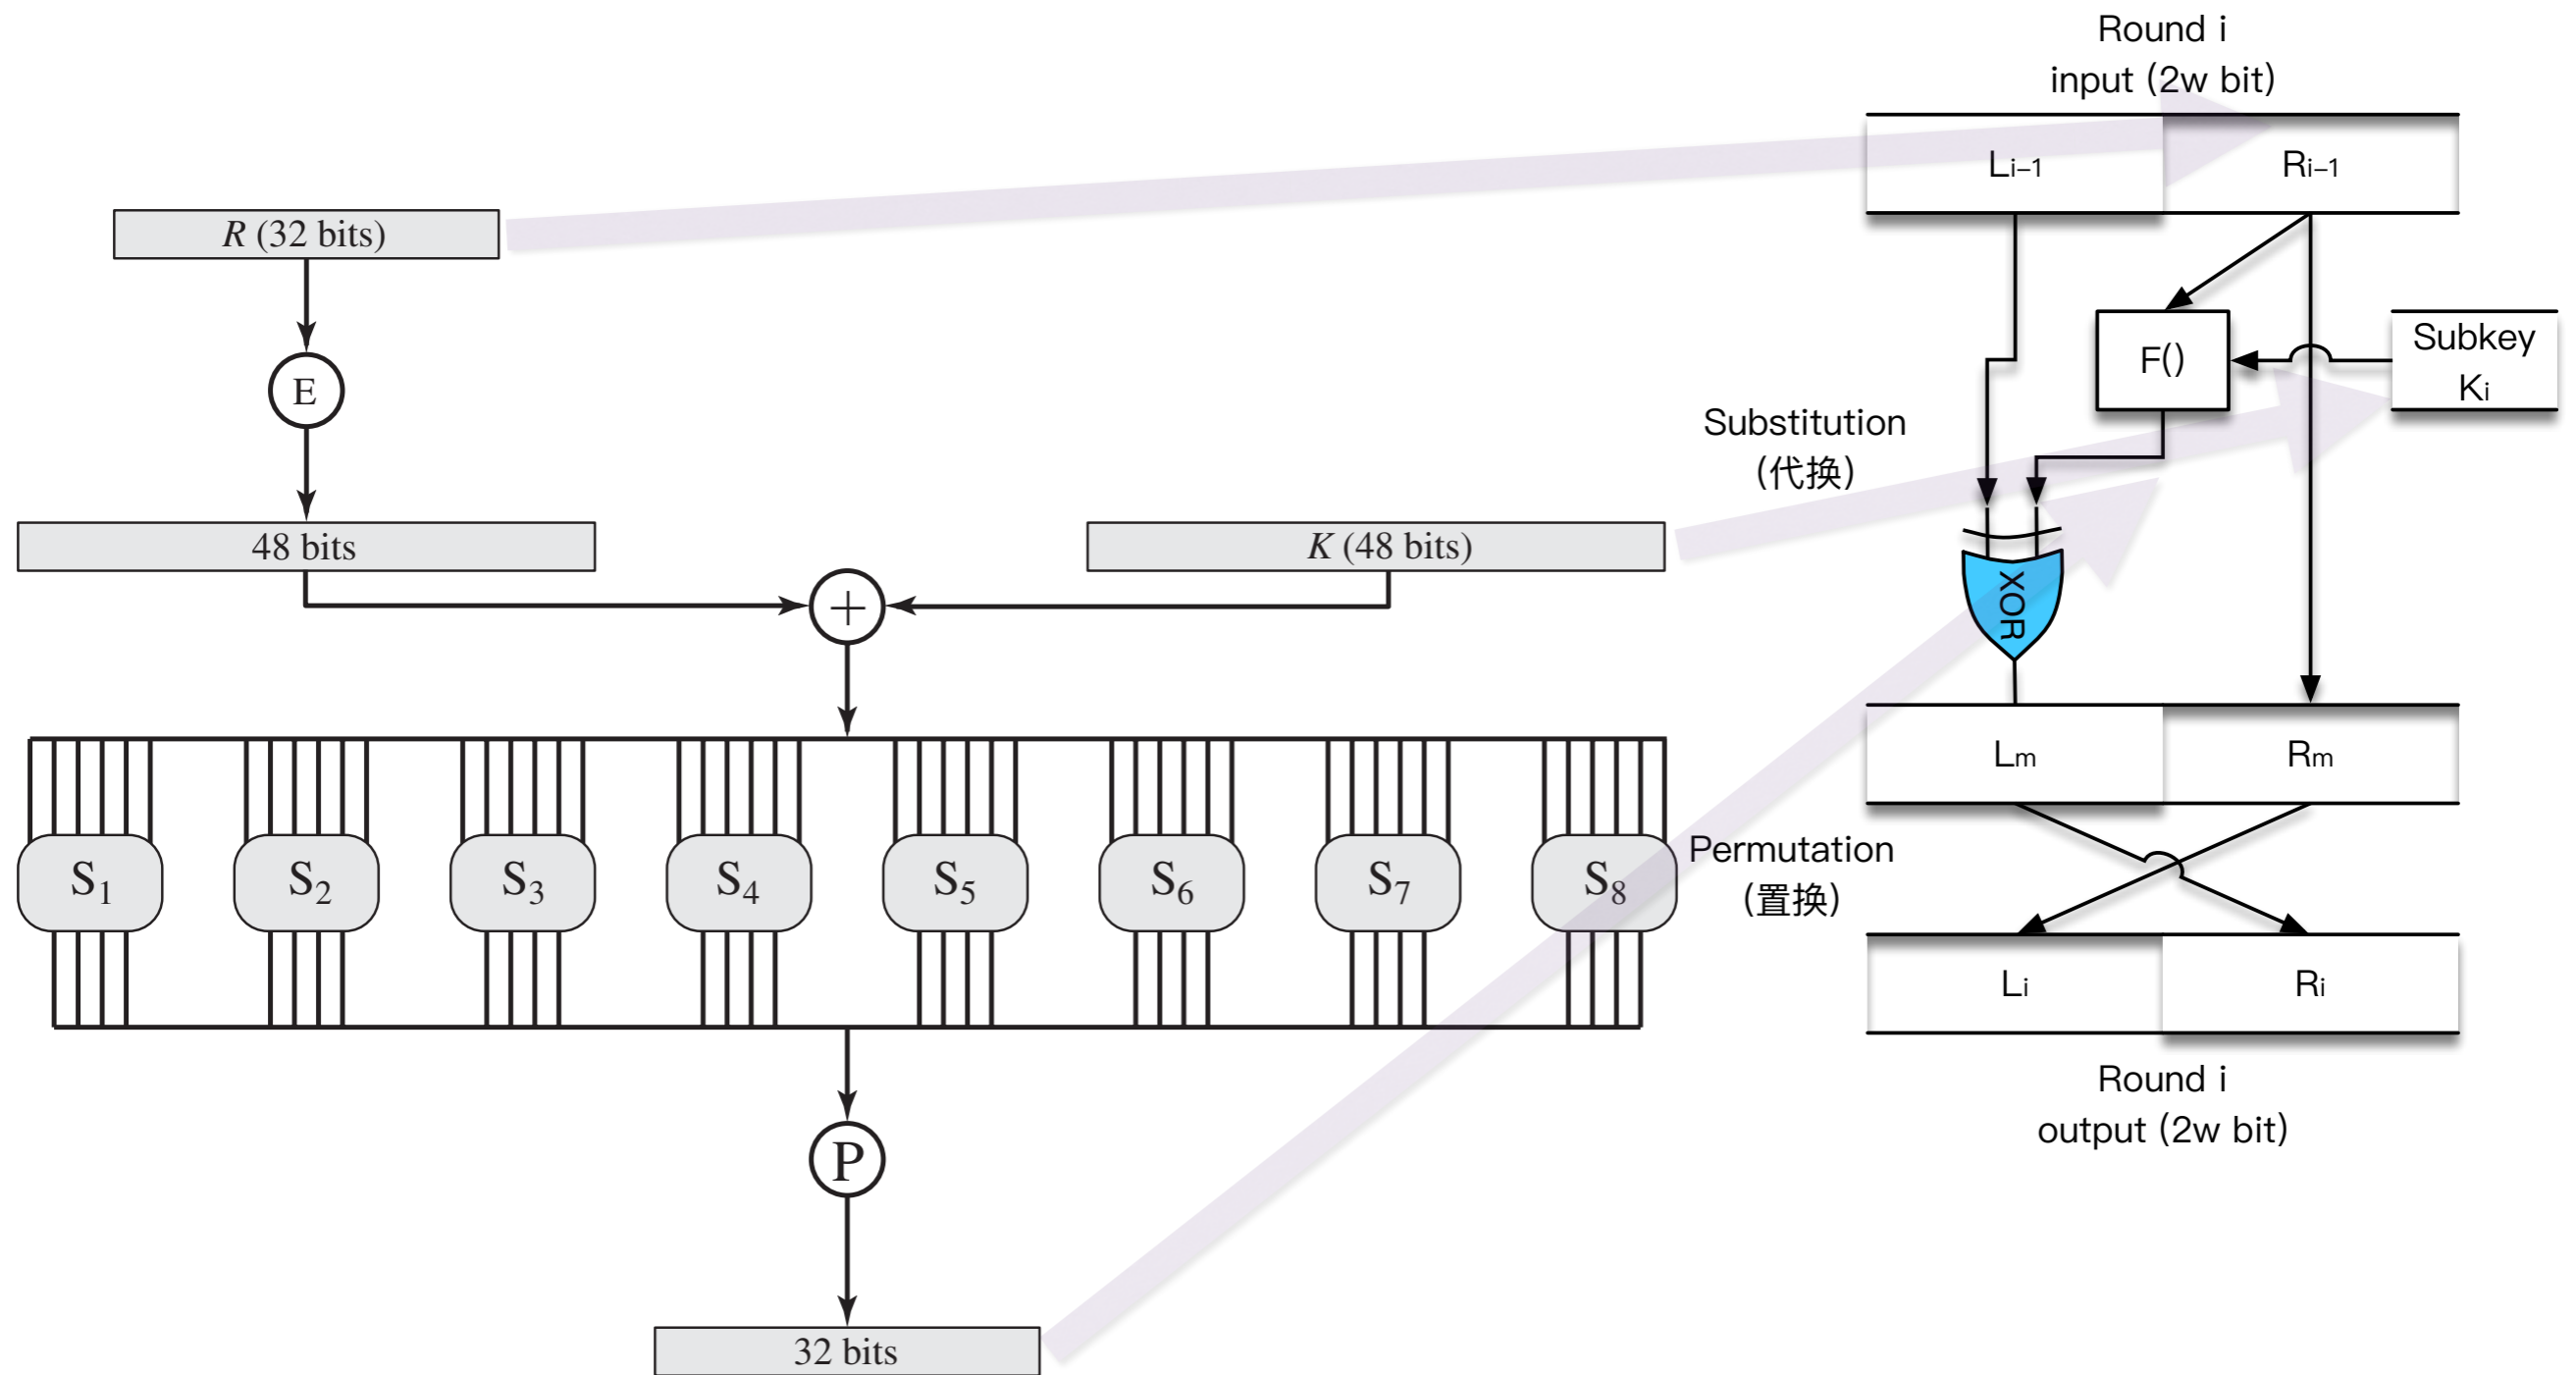 Round i
input (2w bit)
Li-1
Ri-1
R (32 bits)
E
F()
Subkey
Ki
Substitution
(代换)
48 bits
K (48 bits)
+
XOR
Lm
Rm
S1
S2
S3
S4
S5
S6
S7
S8
Permutation
(置换)
Li
Ri
Round i
output (2w bit)
P
32 bits